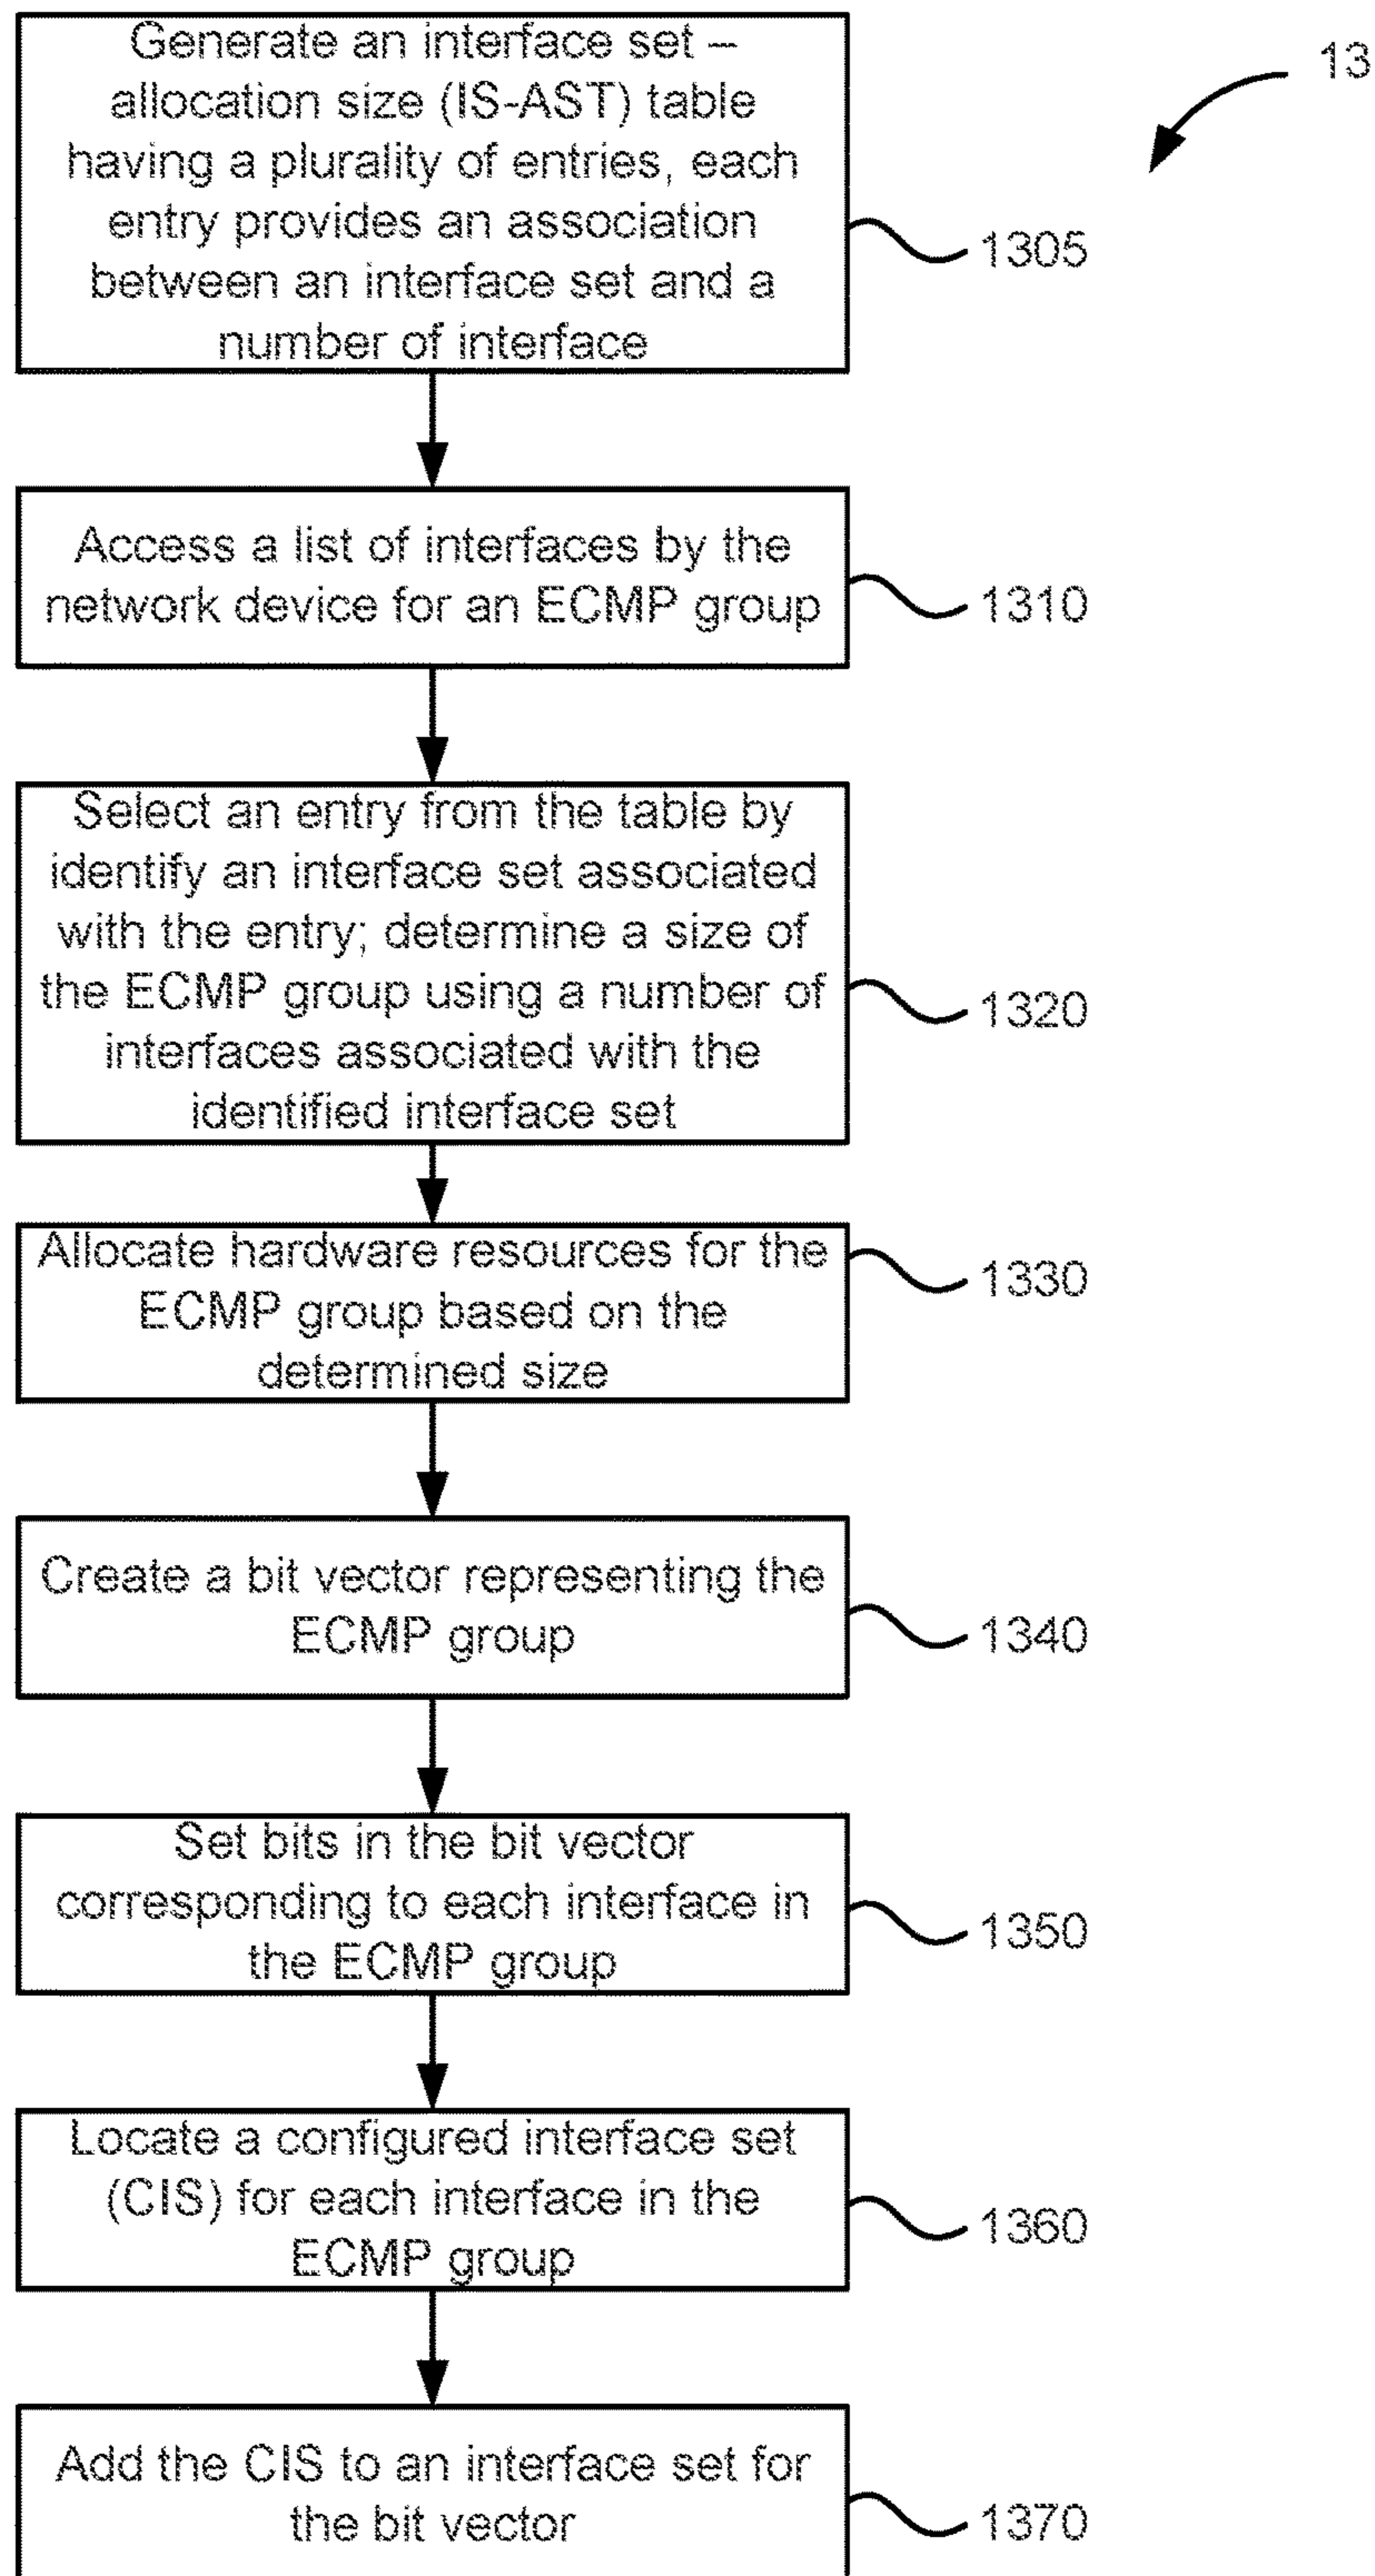 Generate an interface set –
allocation size (IS-AST) table
having a plurality of entries, each
entry provides an association
between an interface set and a
number of interface
1305
13
Access a list of interfaces by the
network device for an ECMP group
1310
Select an entry from the table by
identify an interface set associated
with the entry; determine a size of
the ECMP group using a number of
interfaces associated with the
identified interface set
1320
Allocate hardware resources for the
ECMP group based on the
determined size
1330
Create a bit vector representing the
ECMP group
1340
Set bits in the bit vector
corresponding to each interface in
the ECMP group
1350
Locate a configured interface set
(CIS) for each interface in the
ECMP group
1360
Add the CIS to an interface set for
the bit vector
1370